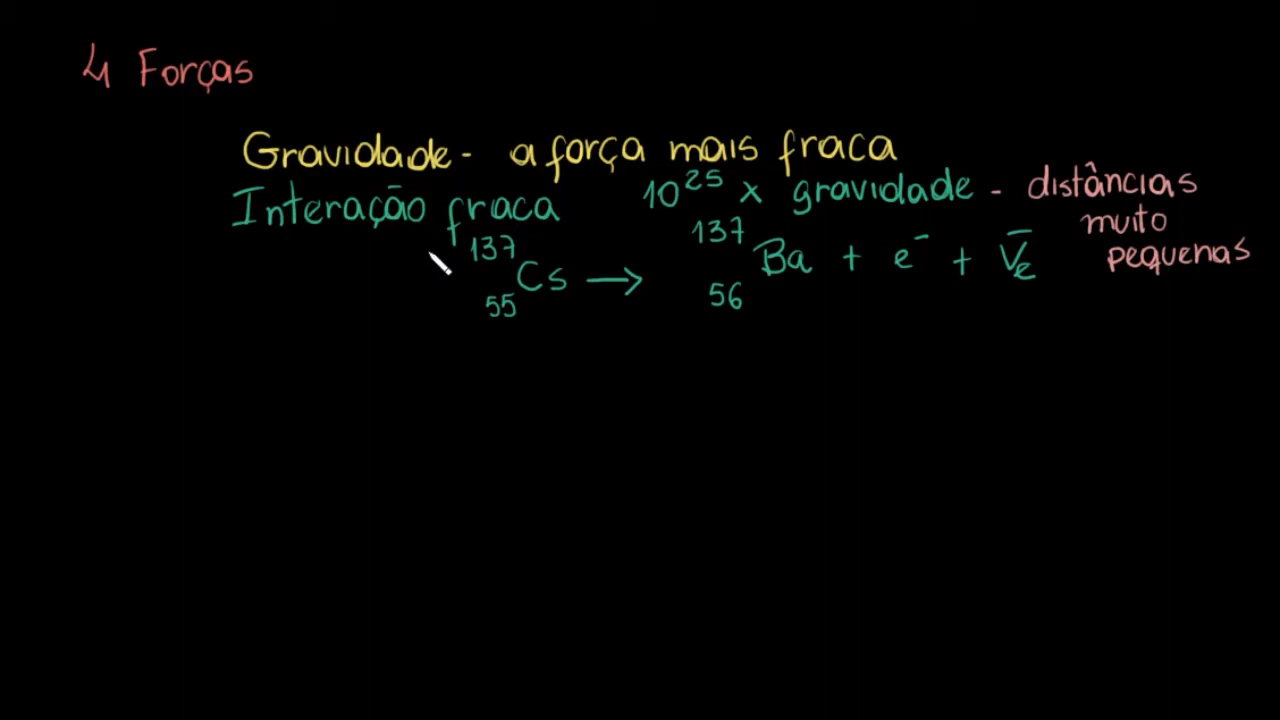 4 Forças
Gravidade - a força mais fraca
Interação fraca 10²⁵ x gravidade - distâncias
muito
pequenas
¹³⁷₅₅Cs → ¹³⁷₅₆Ba + e⁻ + V̅ₑ